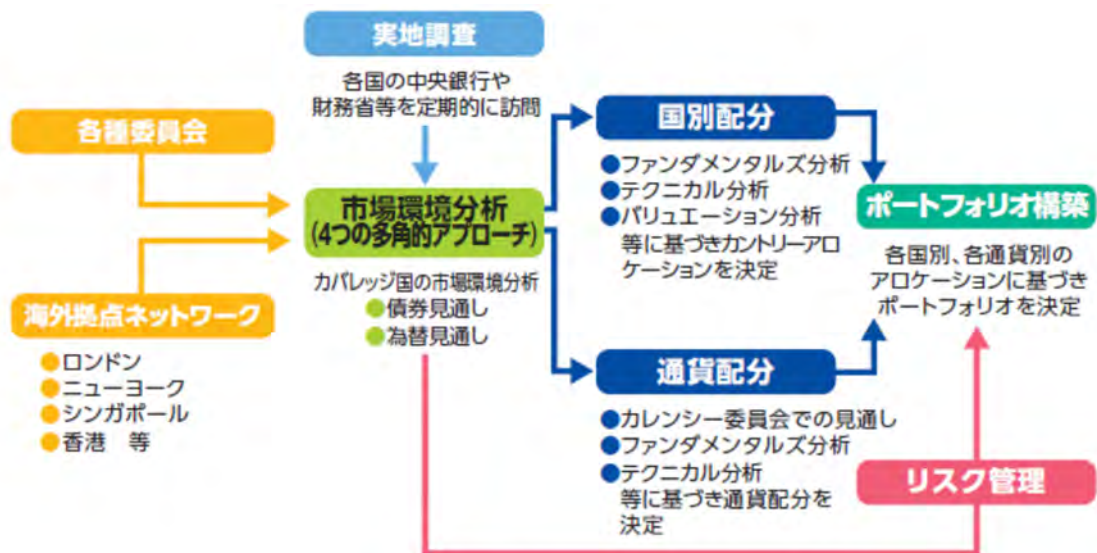 実地調査
各国の中央銀行や
財務省等を定期的に訪問
各種委員会
海外拠点ネットワーク
●ロンドン
●ニューヨーク
●シンガポール
●香港 等
市場環境分析
(4つの多角的アプローチ)
カバレッジ国の市場環境分析
●債券見通し
●為替見通し
国別配分
●ファンダメンタルズ分析
●テクニカル分析
●バリュエーション分析
等に基づきカントリーアロ
ケーションを決定
通貨配分
●カレンシー委員会での見通し
●ファンダメンタルズ分析
●テクニカル分析
等に基づき通貨配分を
決定
ポートフォリオ構築
各国別、各通貨別の
アロケーションに基づき
ポートフォリオを決定
リスク管理